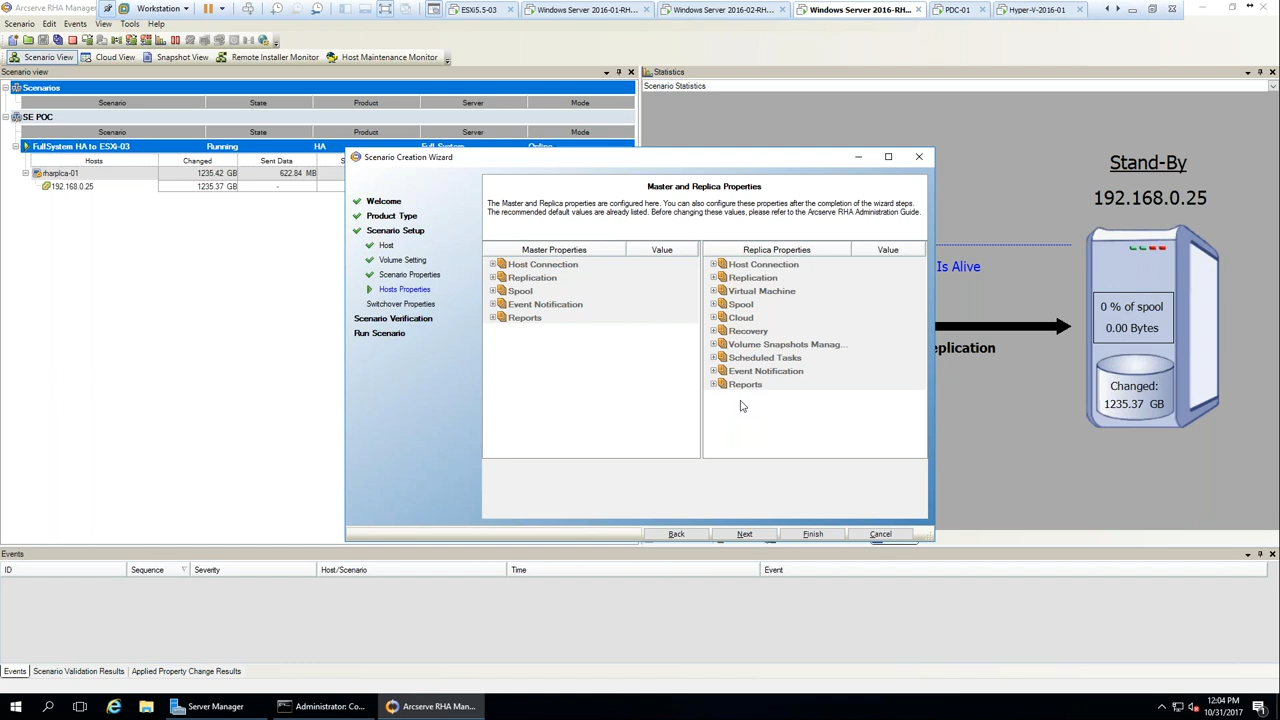 Arcserve RHA Manager
Workstation
ESXi5.5-03
Windows Server 2016-01-RH...
Windows Server 2016-02-RH...
Windows Server 2016-RH...
PDC-01
Hyper-V-2016-01
Scenario Edit Events View Tools Help
Scenario View Cloud View Snapshot View Remote Installer Monitor Host Maintenance Monitor
Scenario view
Statistics
Scenarios
Scenario Statistics
Scenario State Product Server Mode
SE POC
Scenario State Product Server Mode
FullSystem HA to ESXi-03 Running HA Full System Online
Hosts Changed Sent Data
rhaplca-01 1235.42 GB 622.84 MB
192.168.0.25 1235.37 GB -
Scenario Creation Wizard
Welcome
Product Type
Scenario Setup
Host
Volume Setting
Scenario Properties
Hosts Properties
Switchover Properties
Scenario Verification
Run Scenario
Master and Replica Properties
The Master and Replica properties are configured here. You can also configure these properties after the completion of the wizard steps.
The recommended default values are already listed. Before changing these values, please refer to the Arcserve RHA Administration Guide.
Master Properties Value
Host Connection
Replication
Spool
Event Notification
Reports
Replica Properties Value
Host Connection
Replication
Virtual Machine
Spool
Cloud
Recovery
Volume Snapshots Manag...
Scheduled Tasks
Event Notification
Reports
Back Next Finish Cancel
Stand-By
192.168.0.25
Is Alive
eplication
0 % of spool
0.00 Bytes
Changed:
1235.37 GB
Events
ID Sequence Severity Host/Scenario Time Event
Events Scenario Validation Results Applied Property Change Results
Server Manager
Administrator: Co...
Arcserve RHA Man...
12:04 PM
10/31/2017